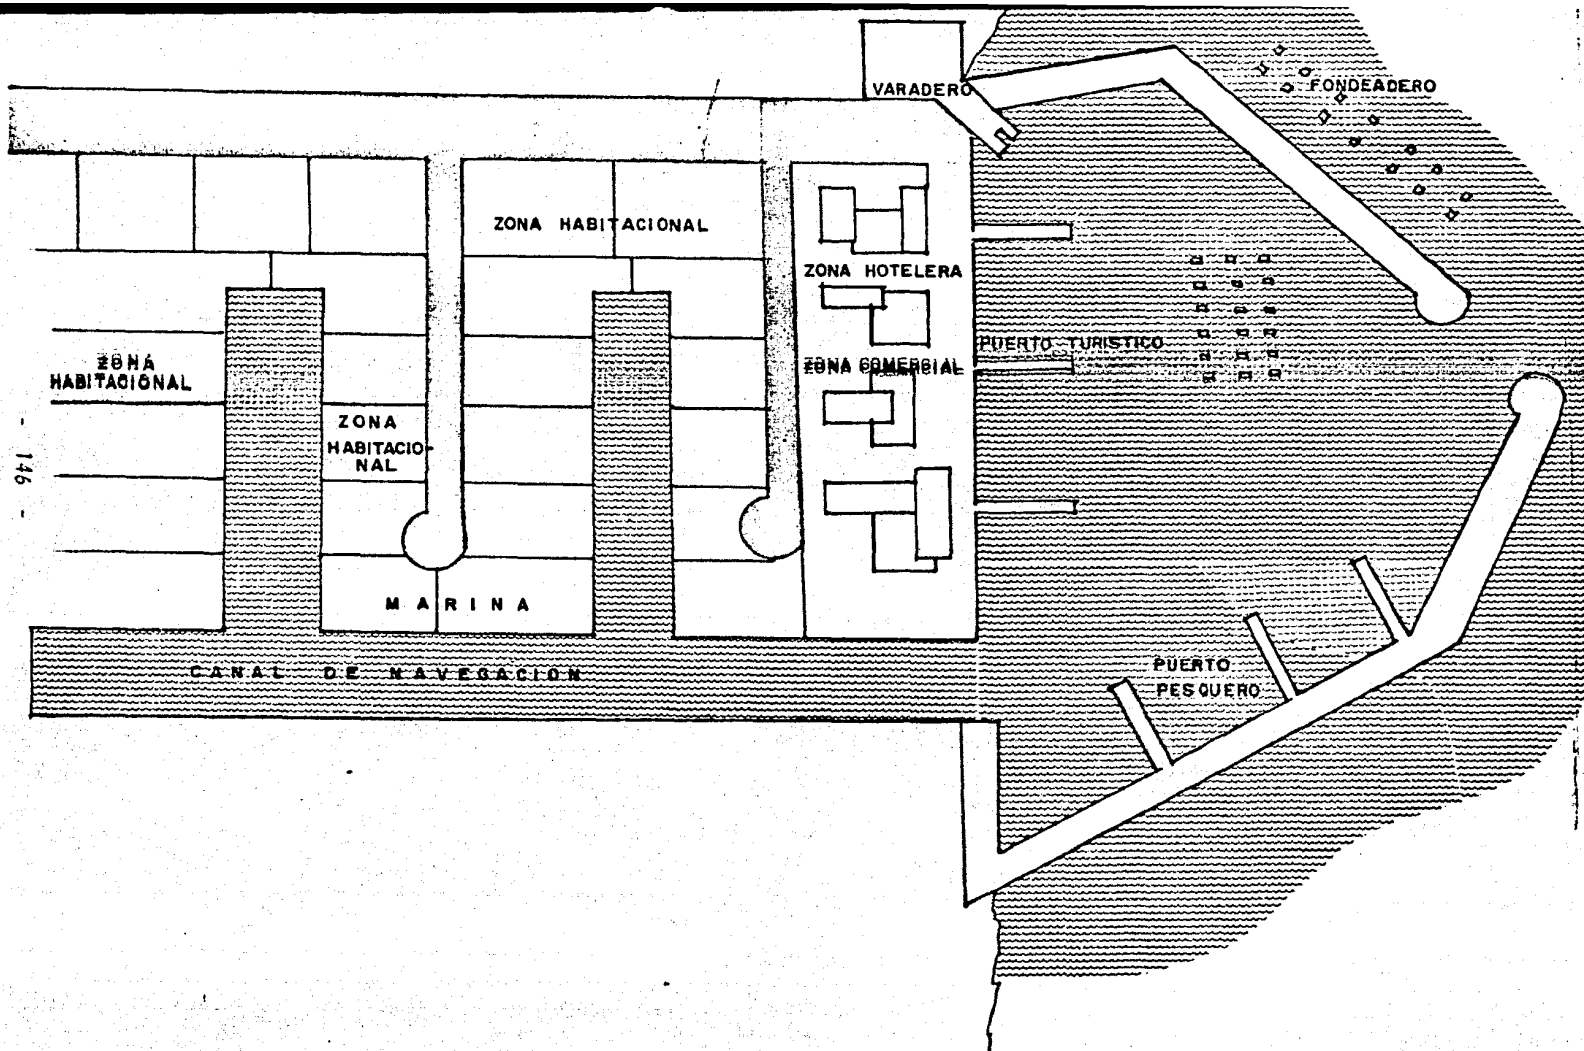 VARADERO
FONDEADERO
ZONA HABITACIONAL
ZONA HOTELERA
PUERTO TURISTICO
ZONA COMERCIAL
ZONA
HABITACIONAL
ZONA
HABITACIO-
NAL
MARINA
CANAL DE NAVEGACION
PUERTO
PESQUERO
- 146 -